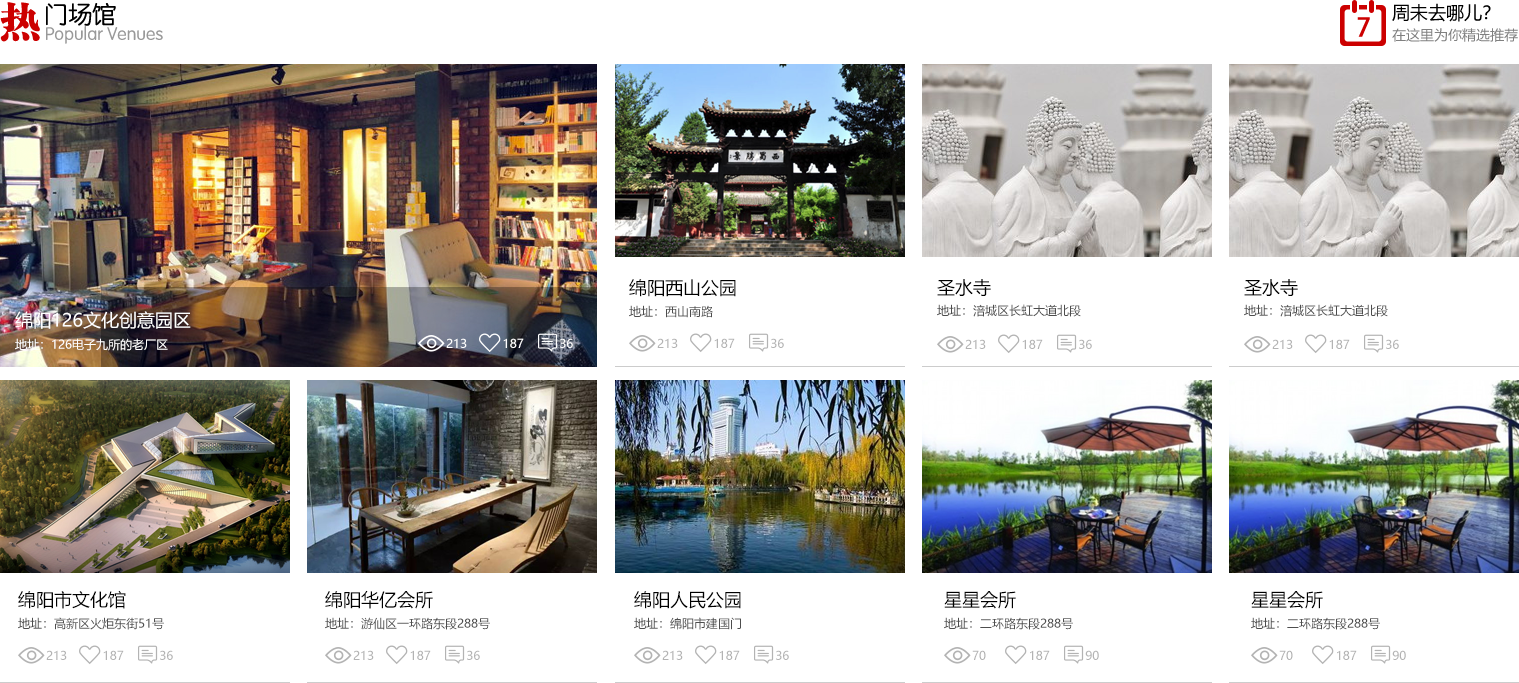 热门场馆
Popular Venues
7
周未去哪儿?
在这里为你精选推荐
绵阳126文化创意园区
地址：126电子九所的老厂区
213 187 36
西蜀胜景
绵阳西山公园
地址：西山南路
213 187 36
圣水寺
地址：涪城区长虹大道北段
213 187 36
圣水寺
地址：涪城区长虹大道北段
213 187 36
绵阳市文化馆
地址：高新区火炬东街51号
213 187 36
绵阳华亿会所
地址：游仙区一环路东段288号
213 187 36
绵阳人民公园
地址：绵阳市建国门
213 187 36
星星会所
地址：二环路东段288号
70 187 90
星星会所
地址：二环路东段288号
70 187 90